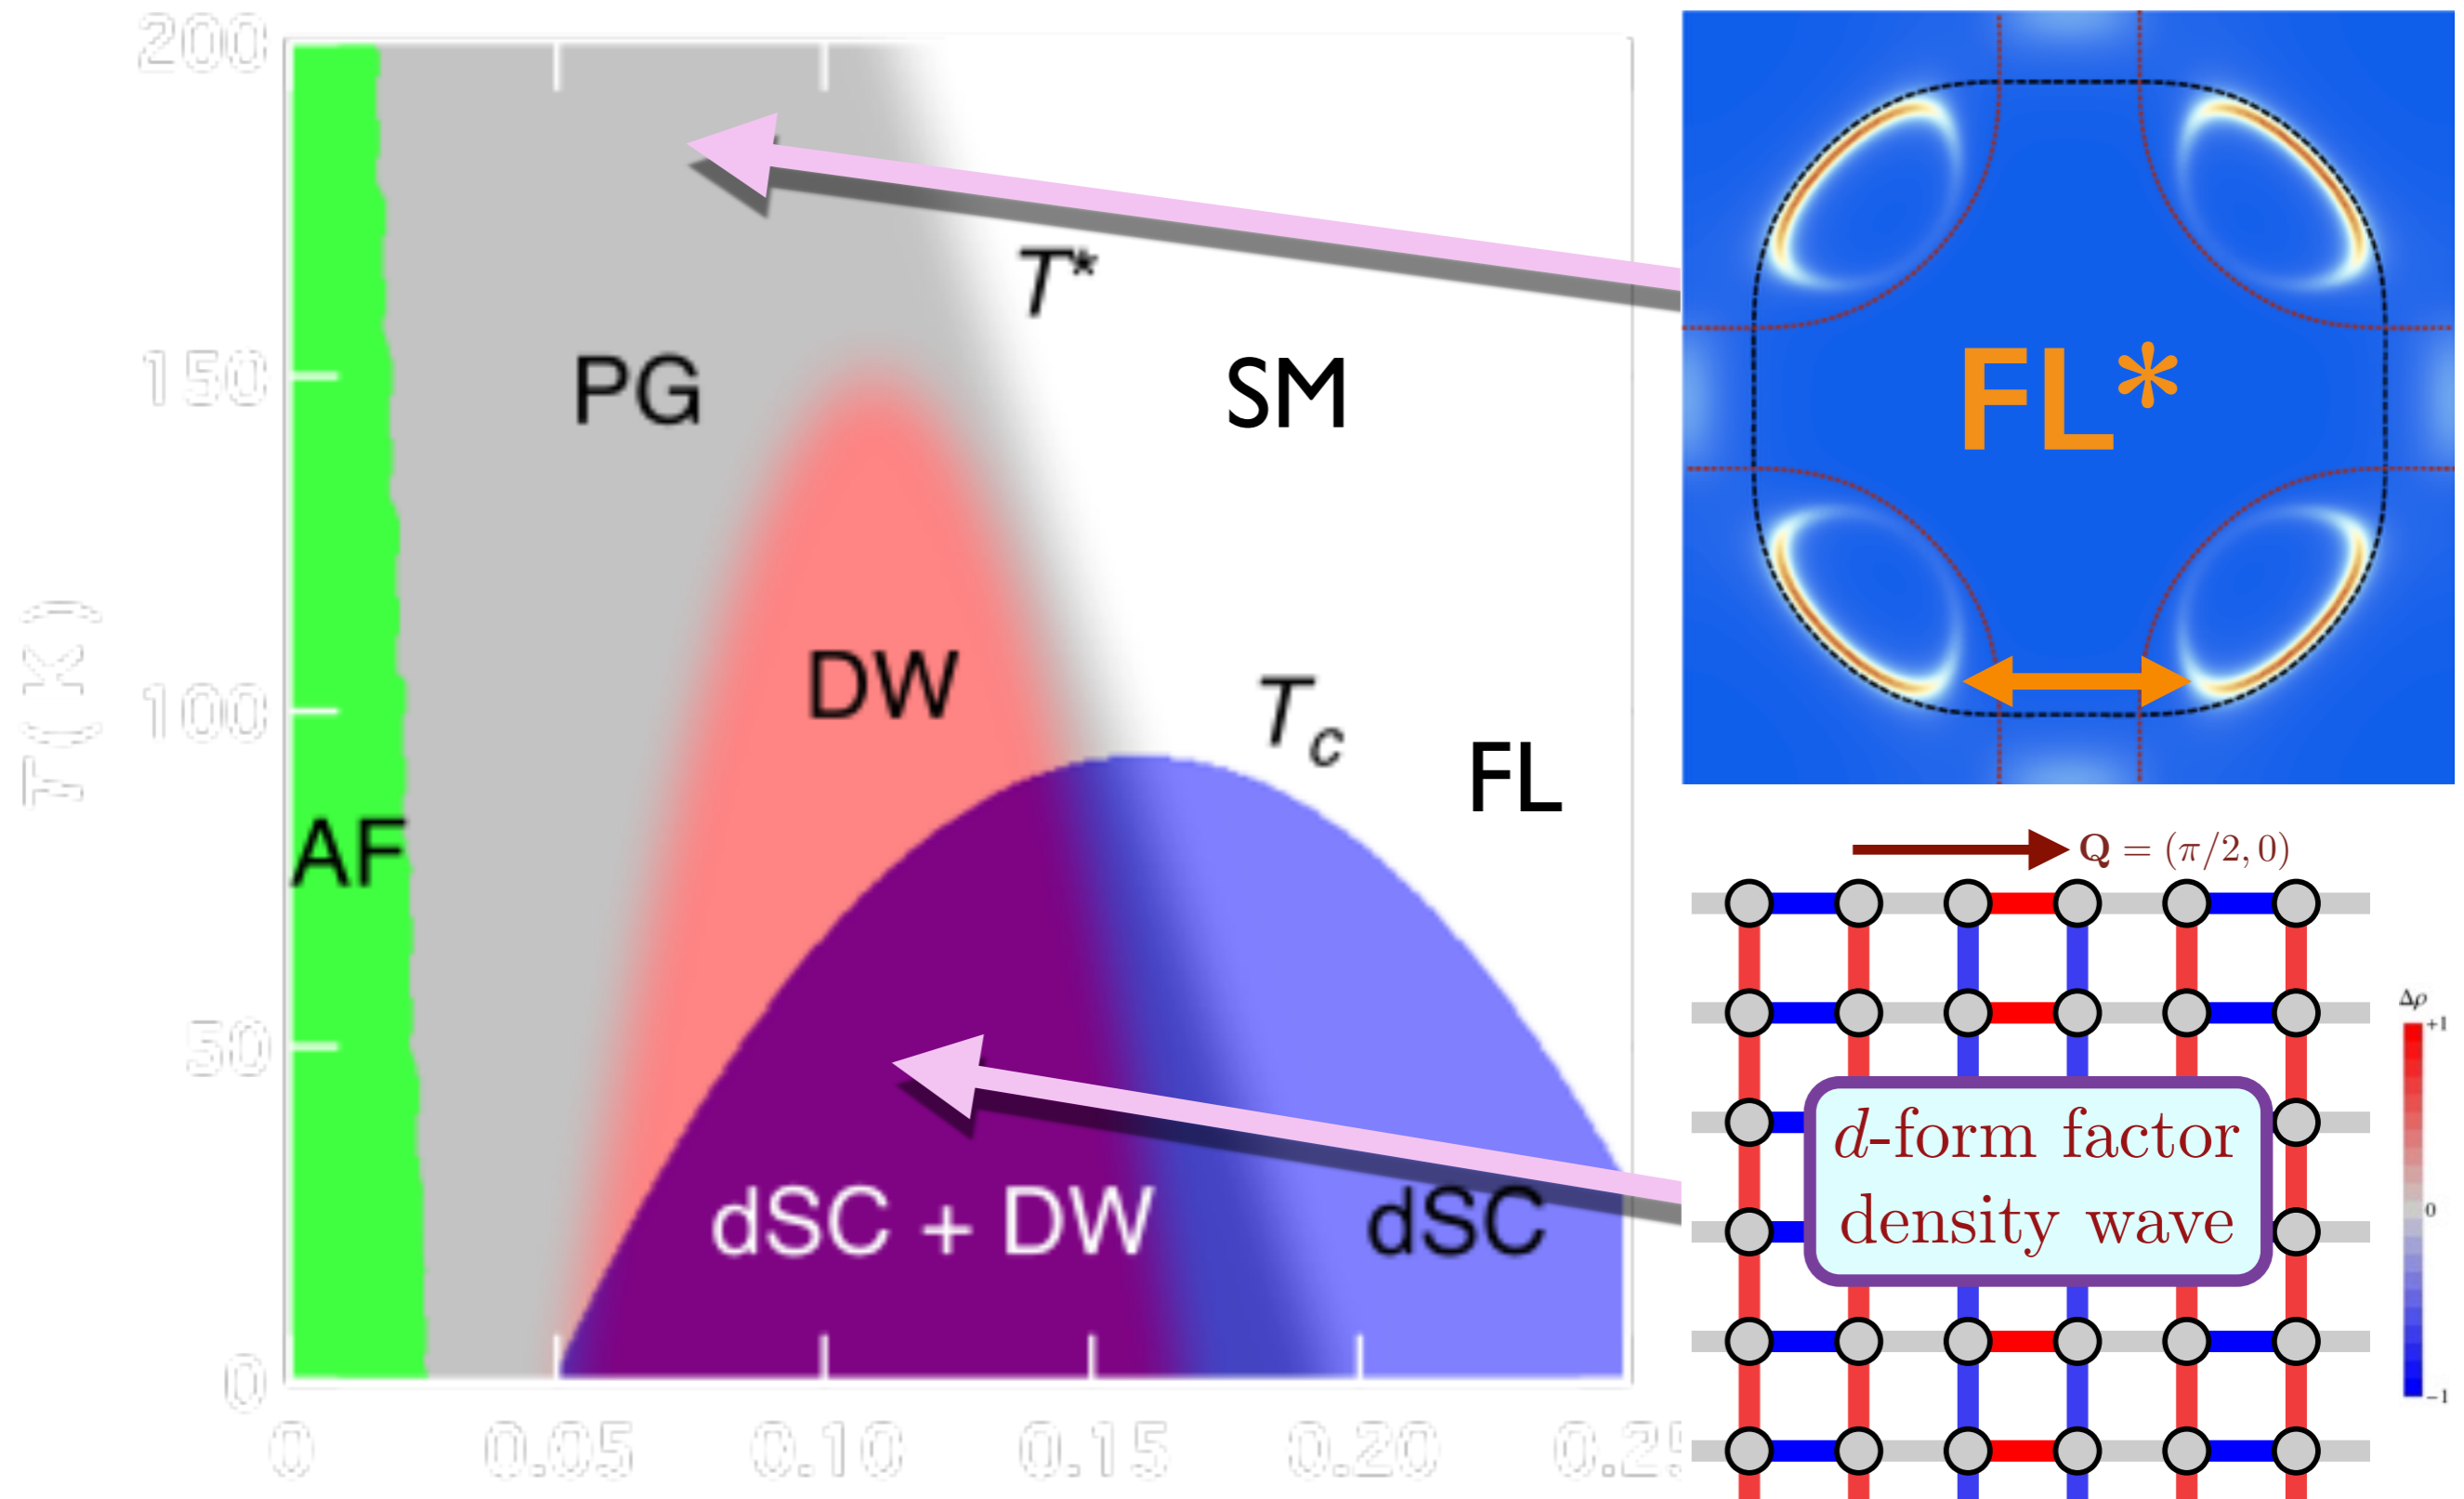 200
150
100
50
0
T(K)
0
0.05
0.10
0.15
0.20
AF
PG
T*
SM
DW
T_c
FL
dSC + DW
dSC
FL*
Q = (π/2, 0)
d-form factor
density wave
Δρ
+1
0
−1